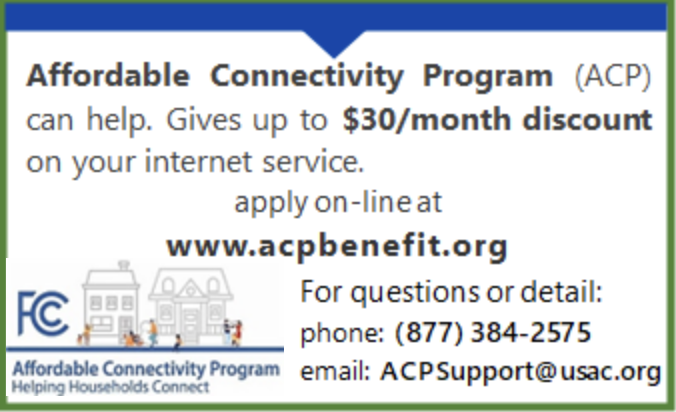 Affordable Connectivity Program (ACP)
can help. Gives up to $30/month discount
on your internet service.
apply on-line at
www.acpbenefit.org
FCC
Affordable Connectivity Program
Helping Households Connect
For questions or detail:
phone: (877) 384-2575
email: ACPSupport@usac.org